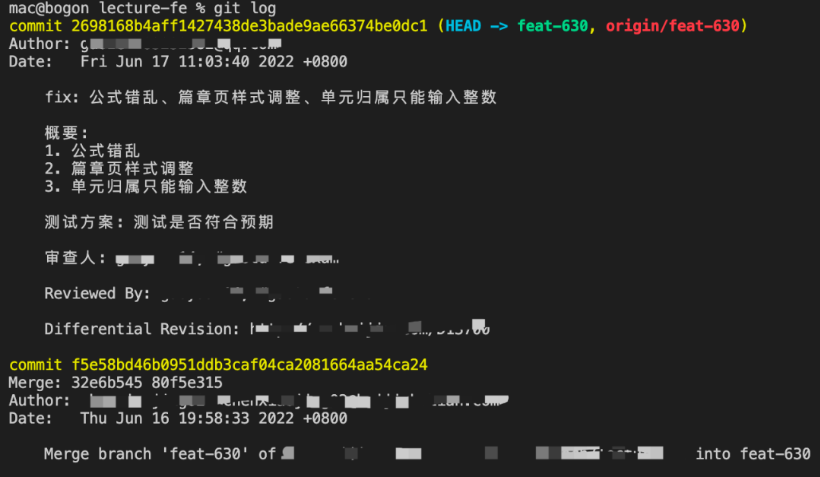 mac@bogon lecture-fe % git log
commit 2698168b4aff1427438de3bade9ae66374be0dc1 (HEAD -> feat-630, origin/feat-630)
Author:
Date:   Fri Jun 17 11:03:40 2022 +0800
fix: 公式错乱、篇章页样式调整、单元归属只能输入整数
概要:
1. 公式错乱
2. 篇章页样式调整
3. 单元归属只能输入整数
测试方案: 测试是否符合预期
审查人:
Reviewed By:
Differential Revision:
commit f5e58bd46b0951ddb3caf04ca2081664aa54ca24
Merge: 32e6b545 80f5e315
Author:
Date:   Thu Jun 16 19:58:33 2022 +0800
Merge branch 'feat-630' of into feat-630